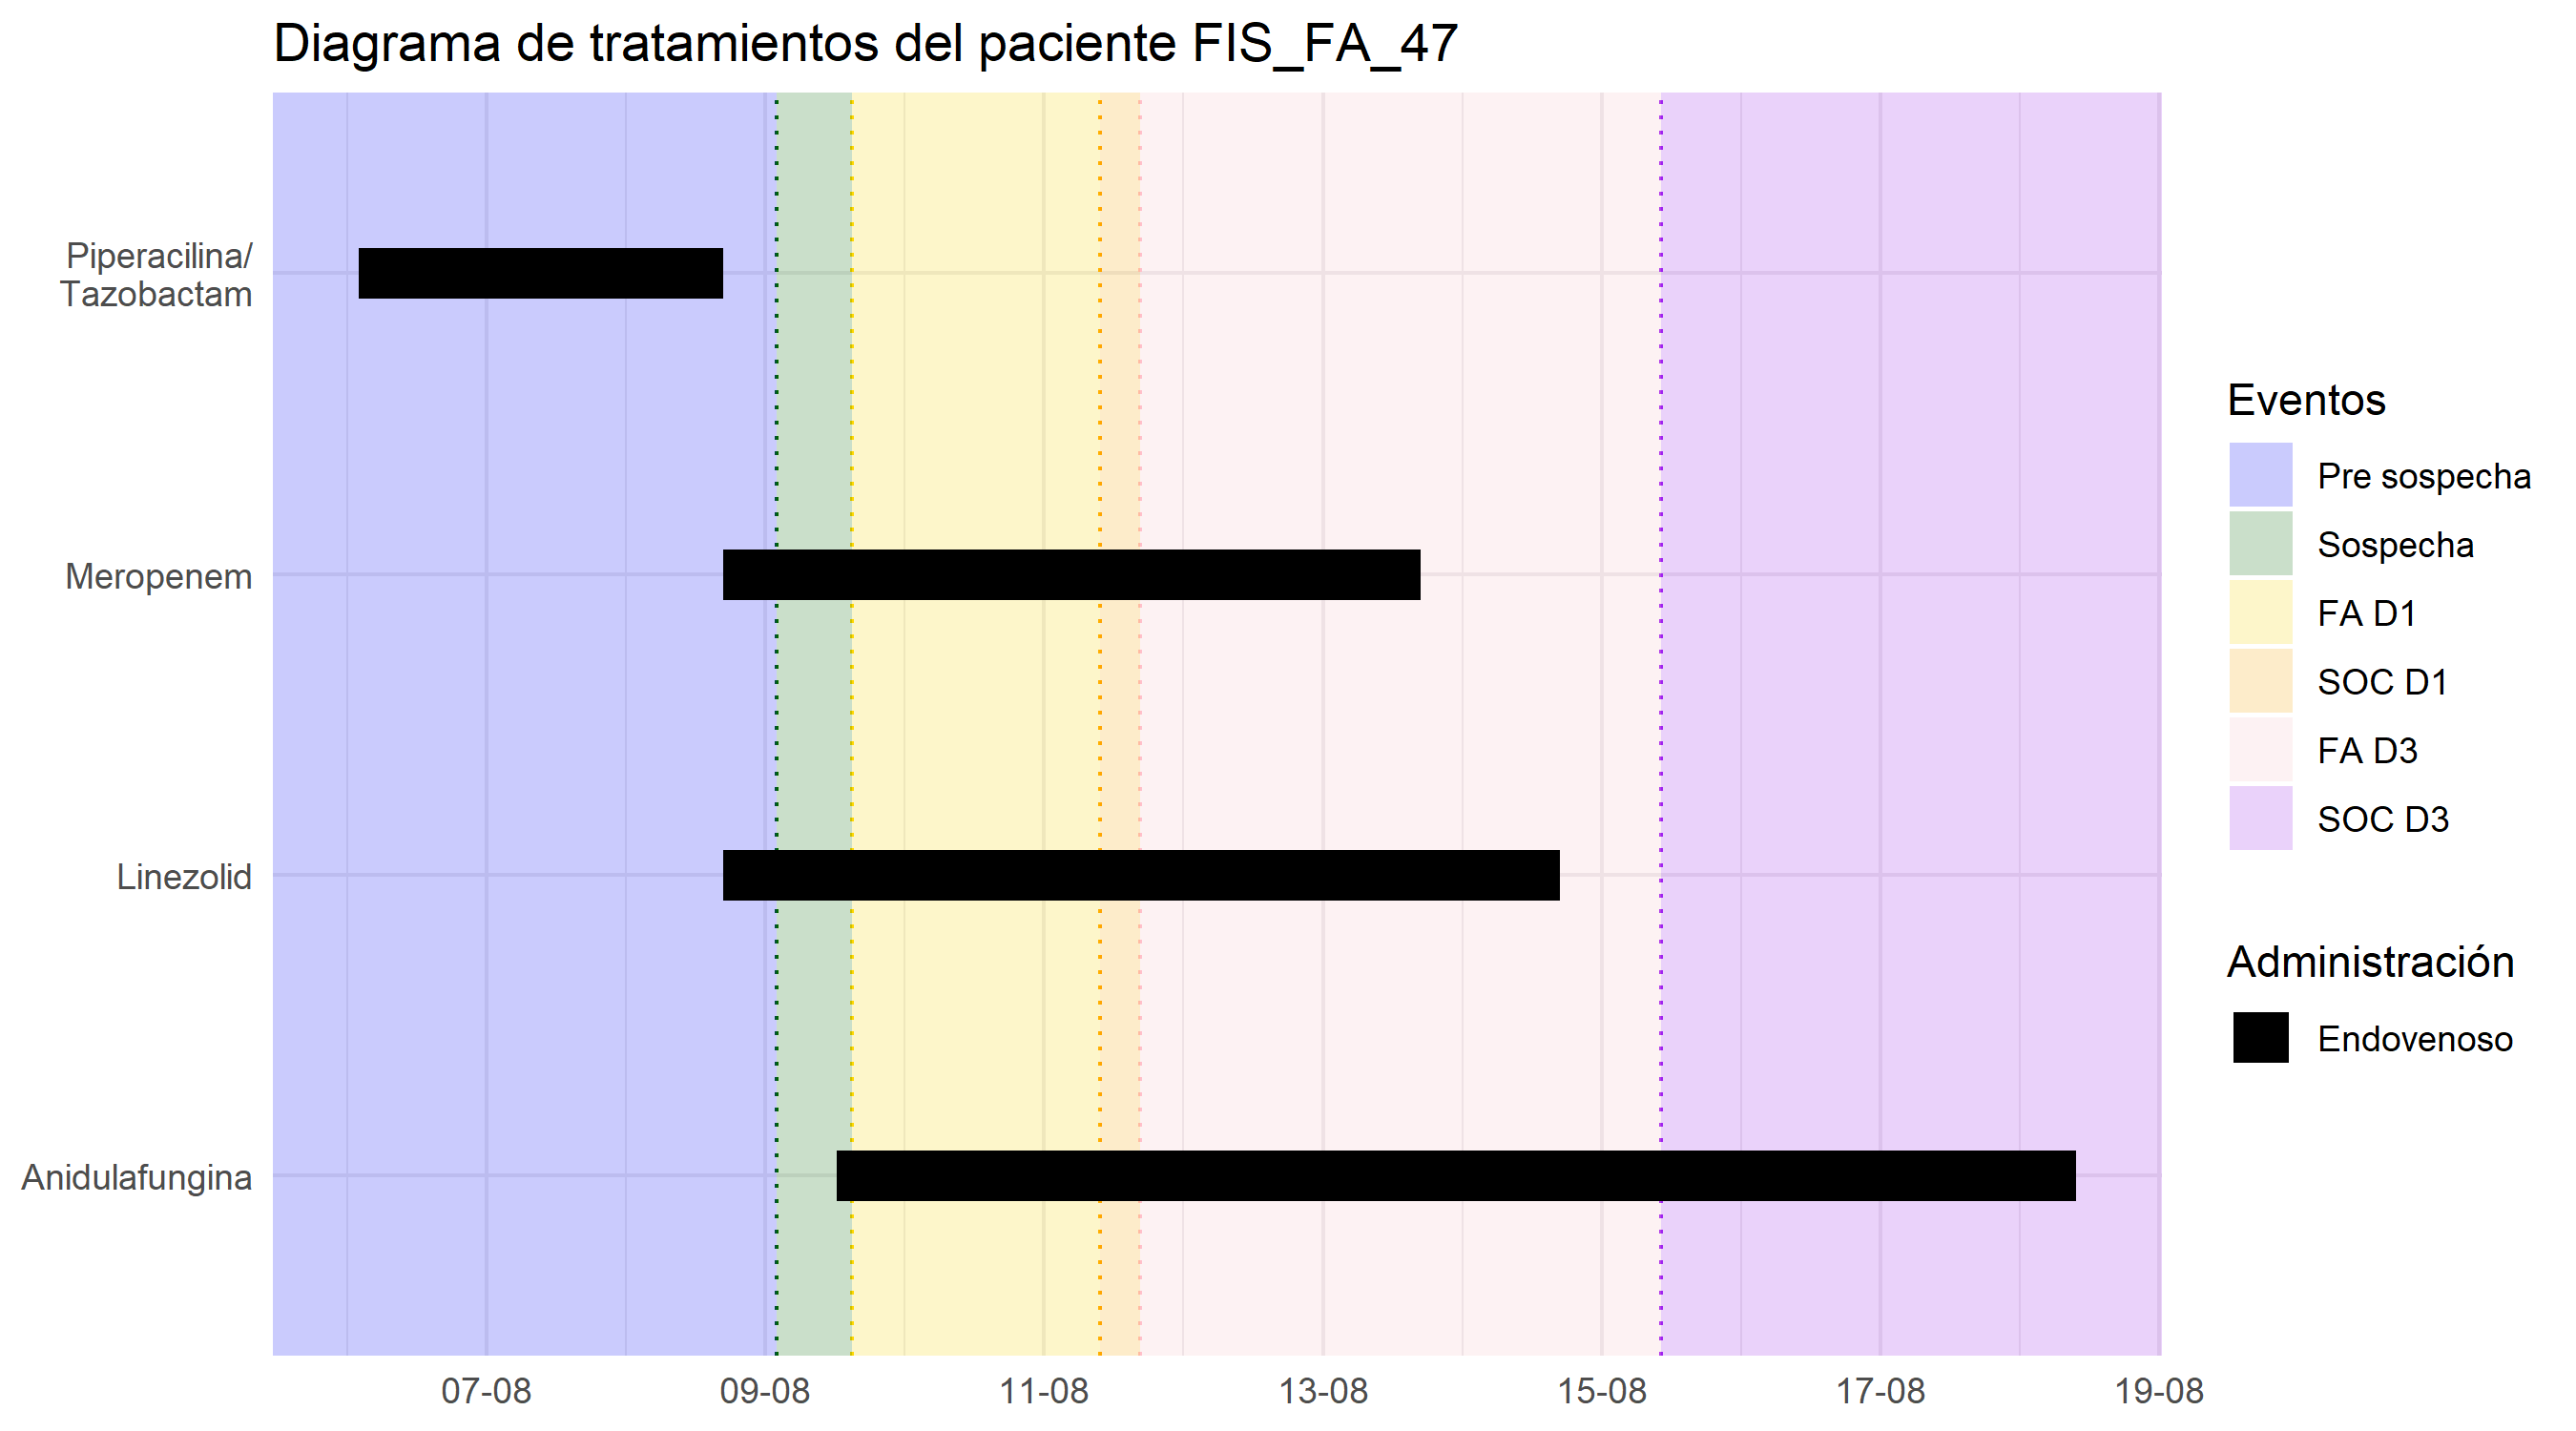 Diagrama de tratamientos del paciente FIS_FA_47
Piperacilina/
Tazobactam
Meropenem
Linezolid
Anidulafungina
07-08
09-08
11-08
13-08
15-08
17-08
19-08
Eventos
Pre sospecha
Sospecha
FA D1
SOC D1
FA D3
SOC D3
Administración
Endovenoso